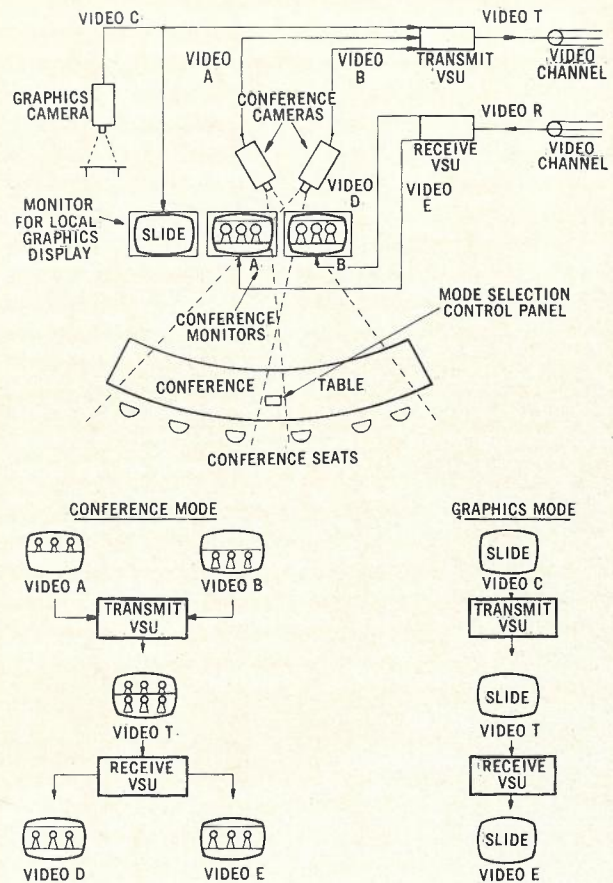 VIDEO C
VIDEO T
VIDEO
A
VIDEO
B
TRANSMIT
VSU
VIDEO
CHANNEL
GRAPHICS
CAMERA
CONFERENCE
CAMERAS
VIDEO R
RECEIVE
VSU
VIDEO
CHANNEL
VIDEO
D
VIDEO
E
MONITOR
FOR LOCAL
GRAPHICS
DISPLAY
SLIDE
A
B
CONFERENCE
MONITORS
MODE SELECTION
CONTROL PANEL
CONFERENCE TABLE
CONFERENCE SEATS
CONFERENCE MODE
VIDEO A
VIDEO B
TRANSMIT
VSU
VIDEO T
RECEIVE
VSU
VIDEO D
VIDEO E
GRAPHICS MODE
SLIDE
VIDEO C
TRANSMIT
VSU
SLIDE
VIDEO T
RECEIVE
VSU
SLIDE
VIDEO E